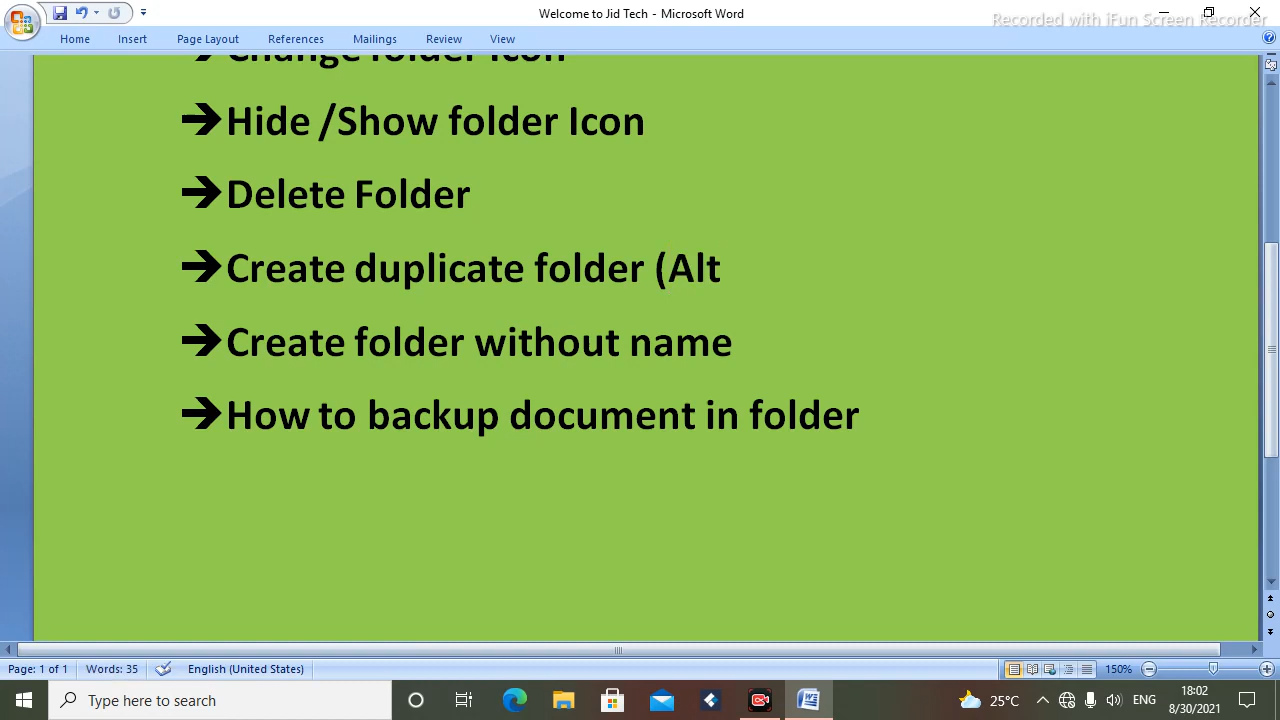 Welcome to Jid Tech - Microsoft Word
Recorded with iFun Screen Recorder
Home Insert Page Layout References Mailings Review View
➔Change folder Icon
➔Hide /Show folder Icon
➔Delete Folder
➔Create duplicate folder (Alt
➔Create folder without name
➔How to backup document in folder
Page: 1 of 1 Words: 35 English (United States) 150%
Type here to search 25°C ENG 18:02
8/30/2021